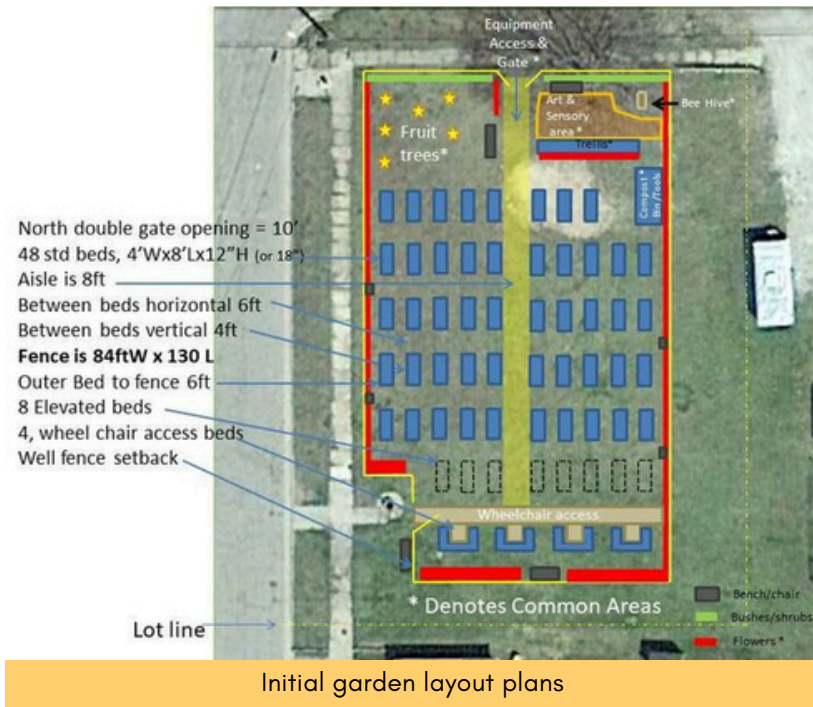 Equipment
Access &
Gate *
Art &
Sensory
area *
Bee Hive*
Fruit
trees*
Trellis*
Compost *
Bin/Tools
North double gate opening = 10'
48 std beds, 4'Wx8'Lx12"H (or 18")
Aisle is 8ft
Between beds horizontal 6ft
Between beds vertical 4ft
Fence is 84ftW x 130 L
Outer Bed to fence 6ft
8 Elevated beds
4, wheel chair access beds
Well fence setback
Wheelchair access
* Denotes Common Areas
Bench/chair
Bushes/shrubs
Flowers *
Lot line
Initial garden layout plans